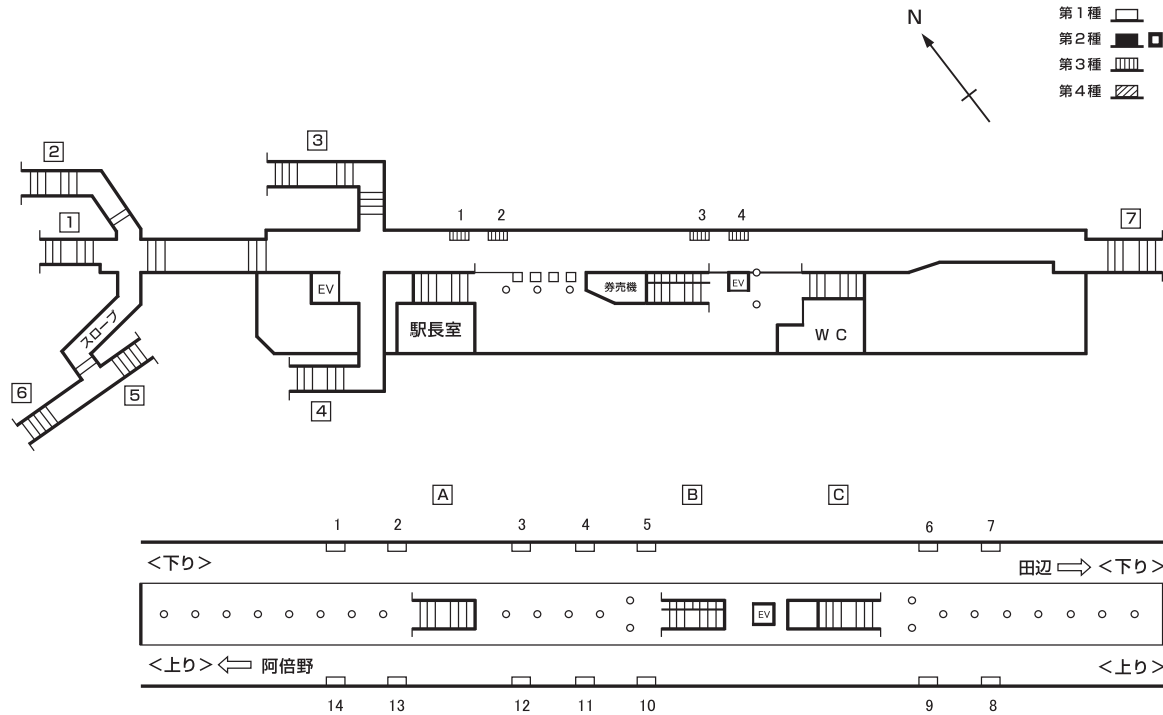 第1種
N
第2種
第3種
第4種
3
2
1
1 2 3 4
7
EV
券売機
EV
スロープ
駅長室
W C
6
5
4
A B C
1 2 3 4 5 6 7
<下り>
田辺 <下り>
EV
<上り> 阿倍野
<上り>
14 13 12 11 10 9 8